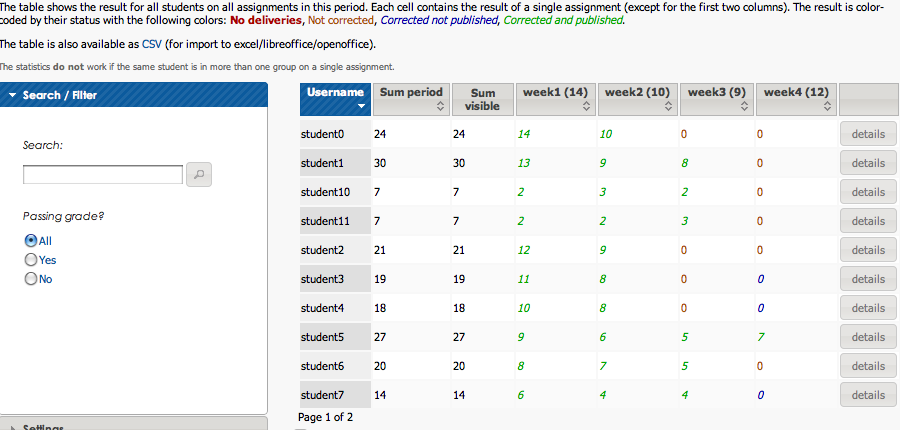 The table shows the result for all students on all assignments in this period. Each cell contains the result of a single assignment (except for the first two columns). The result is color-
coded by their status with the following colors: No deliveries, Not corrected, Corrected not published, Corrected and published.
The table is also available as CSV (for import to excel/libreoffice/openoffice).
The statistics do not work if the same student is in more than one group on a single assignment.
Search / Filter
Search:
Passing grade?
All
Yes
No
Settings
Username Sum period Sum visible week1 (14) week2 (10) week3 (9) week4 (12)
student0 24 24 14 10 0 0 details
student1 30 30 13 9 8 0 details
student10 7 7 2 3 2 0 details
student11 7 7 2 2 3 0 details
student2 21 21 12 9 0 0 details
student3 19 19 11 8 0 0 details
student4 18 18 10 8 0 0 details
student5 27 27 9 6 5 7 details
student6 20 20 8 7 5 0 details
student7 14 14 6 4 4 0 details
Page 1 of 2